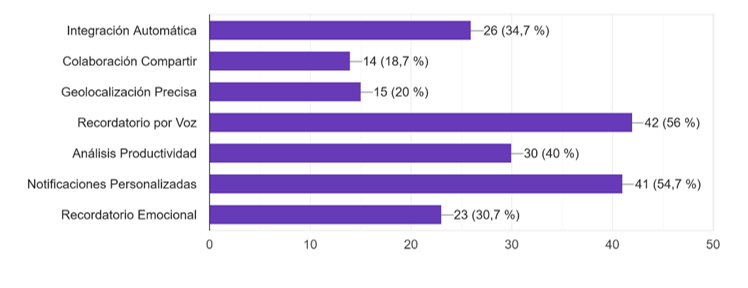 Integración Automática
26 (34,7 %)
Colaboración Compartir
14 (18,7 %)
Geolocalización Precisa
15 (20 %)
Recordatorio por Voz
42 (56 %)
Análisis Productividad
30 (40 %)
Notificaciones Personalizadas
41 (54,7 %)
Recordatorio Emocional
23 (30,7 %)
0 10 20 30 40 50